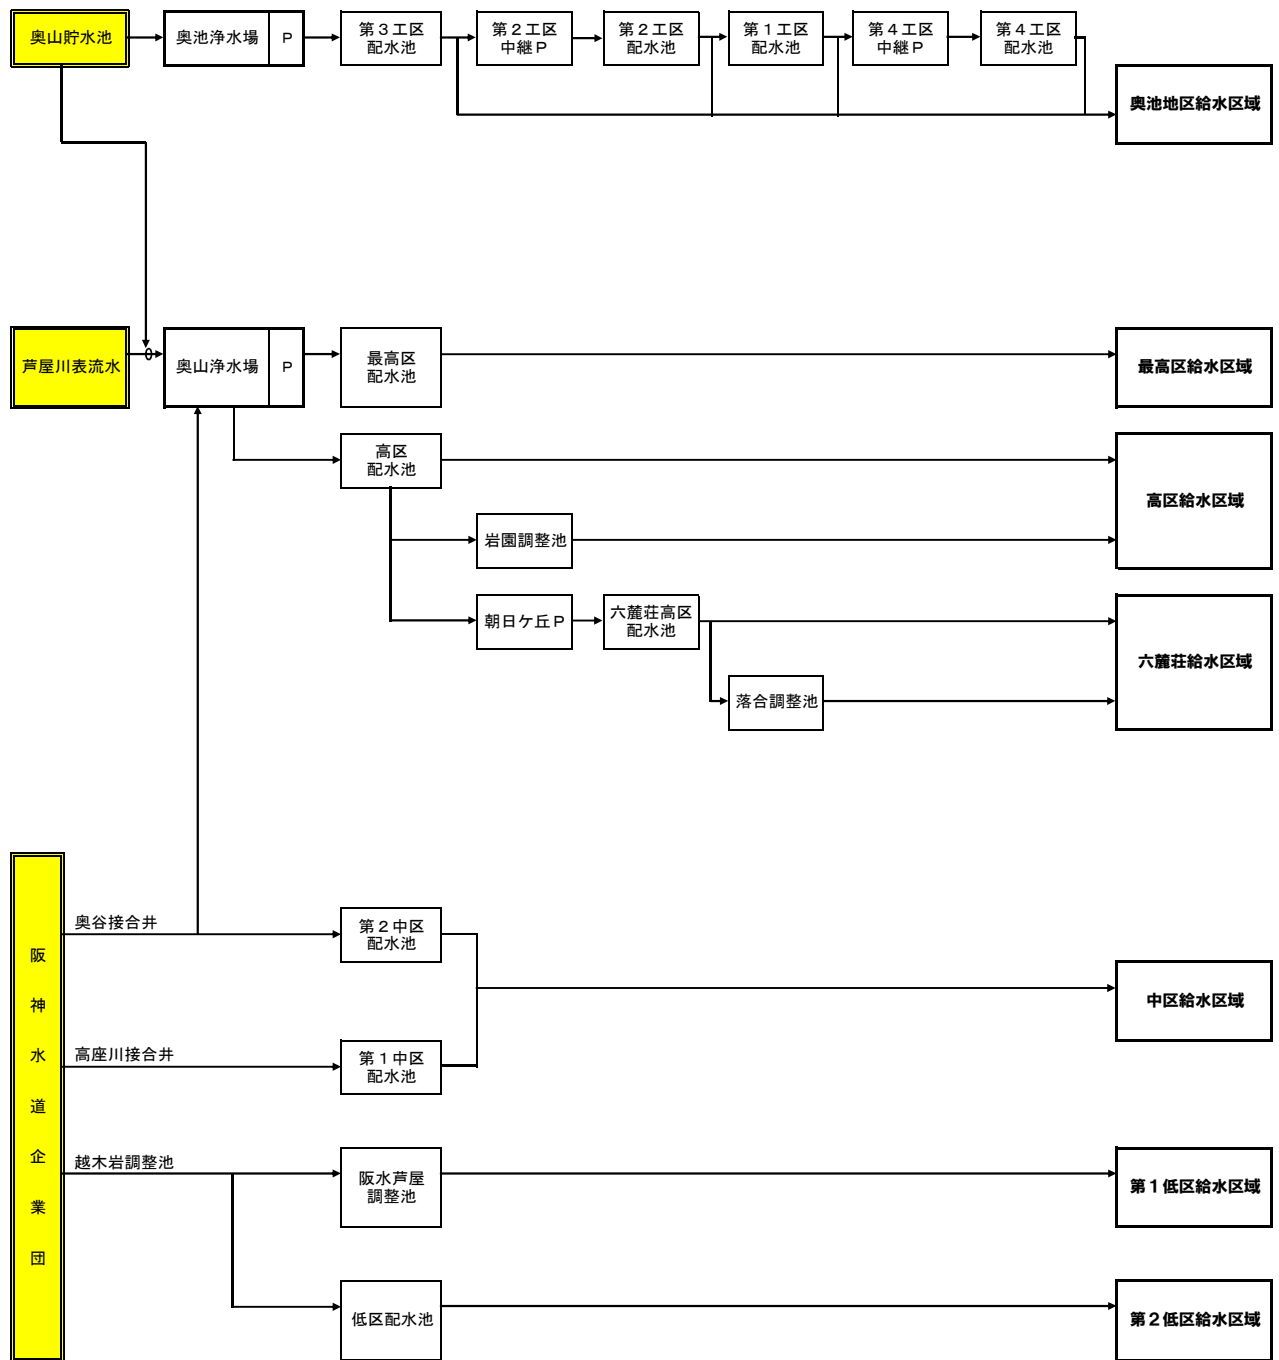 奥山貯水池
奥池浄水場
Ｐ
第３工区
配水池
第２工区
中継Ｐ
第２工区
配水池
第１工区
配水池
第４工区
中継Ｐ
第４工区
配水池
奥池地区給水区域
芦屋川表流水
奥山浄水場
Ｐ
最高区
配水池
最高区給水区域
高区
配水池
高区給水区域
岩園調整池
朝日ケ丘Ｐ
六麓荘高区
配水池
六麓荘給水区域
落合調整池
阪神水道企業団
奥谷接合井
第２中区
配水池
中区給水区域
高座川接合井
第１中区
配水池
越木岩調整池
阪水芦屋
調整池
第１低区給水区域
低区配水池
第２低区給水区域